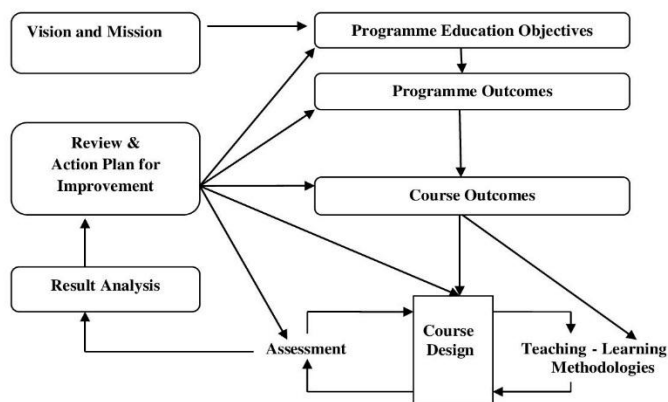 Vision and Mission
Programme Education Objectives
Programme Outcomes
Review &
Action Plan for
Improvement
Course Outcomes
Result Analysis
Assessment
Course
Design
Teaching - Learning
Methodologies